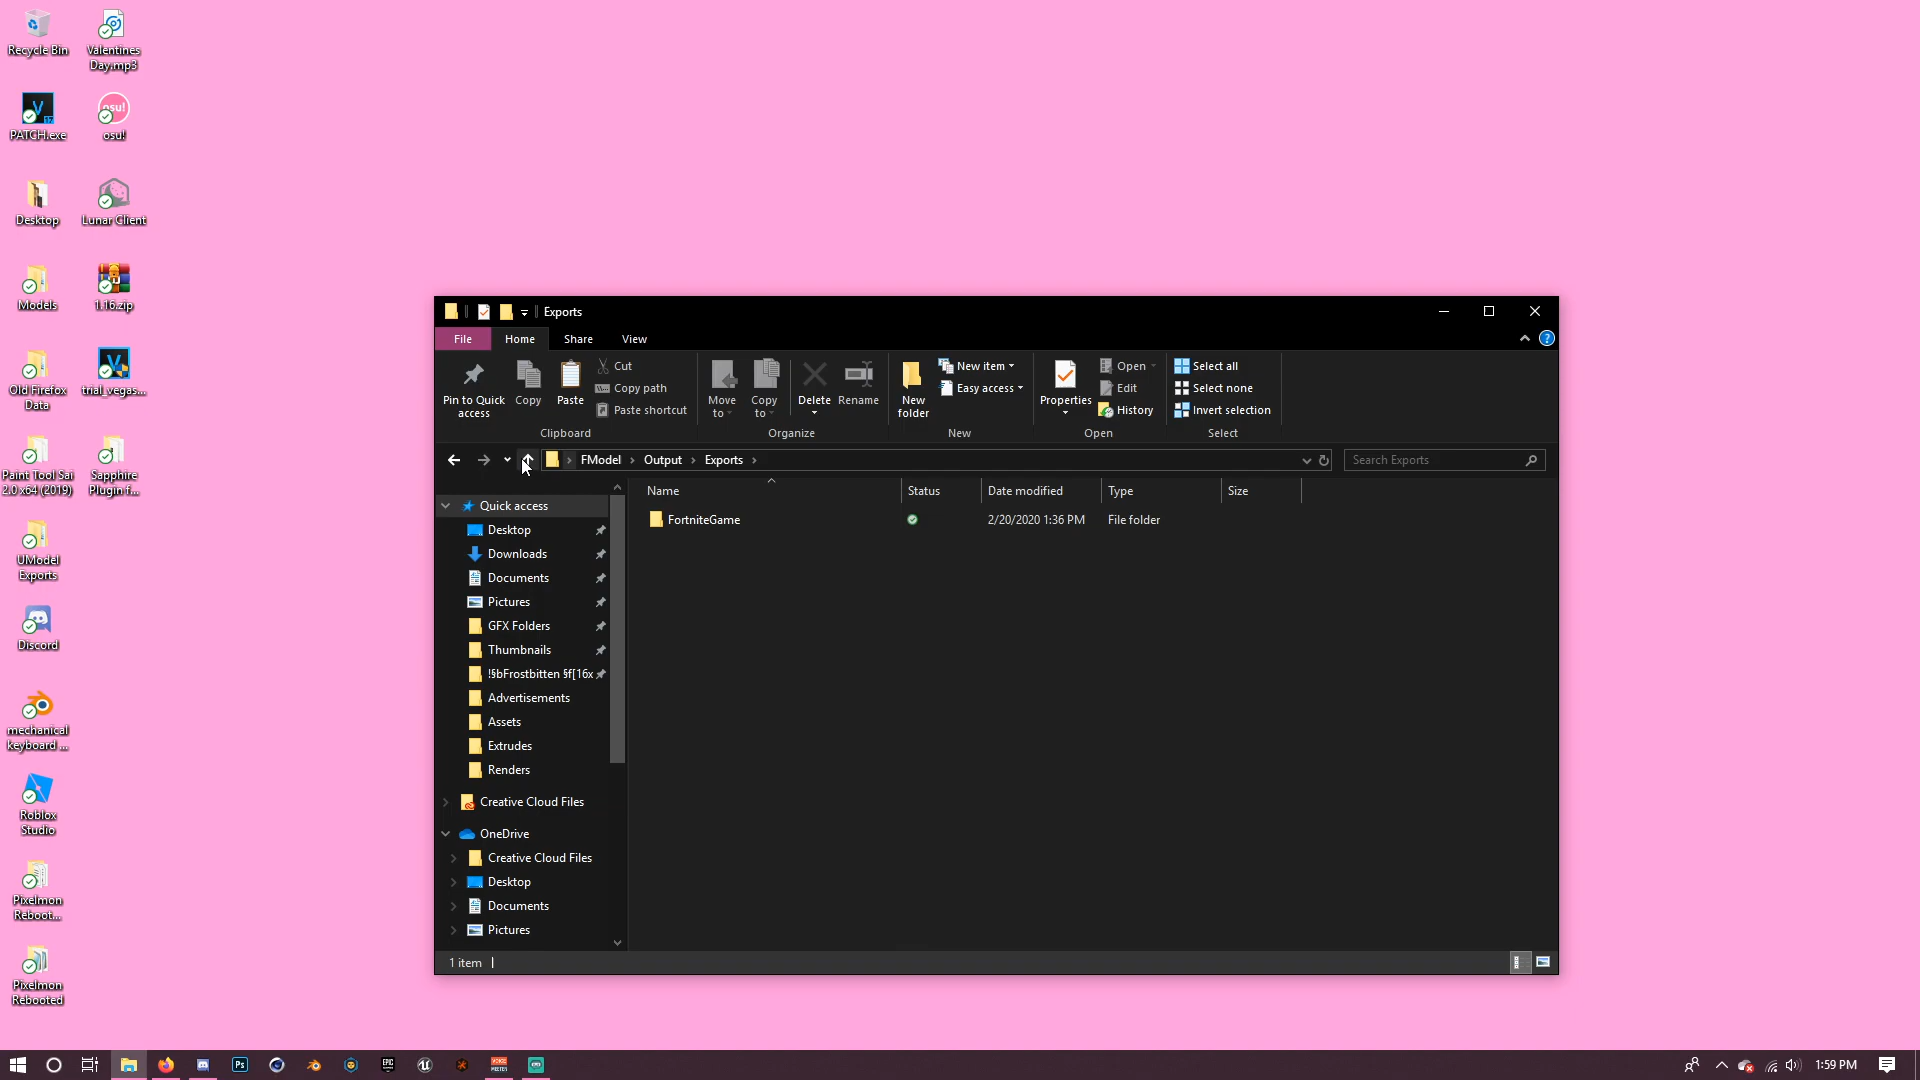 Recycle Bin
Valentines
Day.mp3
PATCH.exe
osu!
osu!
Desktop
Lunar Client
Models
1.16.zip
Old Firefox
Data
trial_vegas...
Paint Tool Sai
2.0 x64 (2019)
Sapphire
Plugin f...
UModel
Exports
Discord
mechanical
keyboard ...
Roblox
Studio
Pixelmon
Reboot...
Pixelmon
Rebooted
Exports
File
Home
Share
View
Pin to Quick
access
Copy
Paste
Cut
Copy path
Paste shortcut
Clipboard
Move
to
Copy
to
Delete
Rename
Organize
New
folder
New item
Easy access
New
Properties
Open
Edit
History
Open
Select all
Select none
Invert selection
Select
FModel
Output
Exports
Search Exports
Name
Status
Date modified
Type
Size
FortniteGame
2/20/2020 1:36 PM
File folder
Quick access
Desktop
Downloads
Documents
Pictures
GFX Folders
Thumbnails
!§bFrostbitten §f[16x
Advertisements
Assets
Extrudes
Renders
Creative Cloud Files
OneDrive
Creative Cloud Files
Desktop
Documents
Pictures
1 item
Ps
EPIC
VOICE
MEETER
1:59 PM